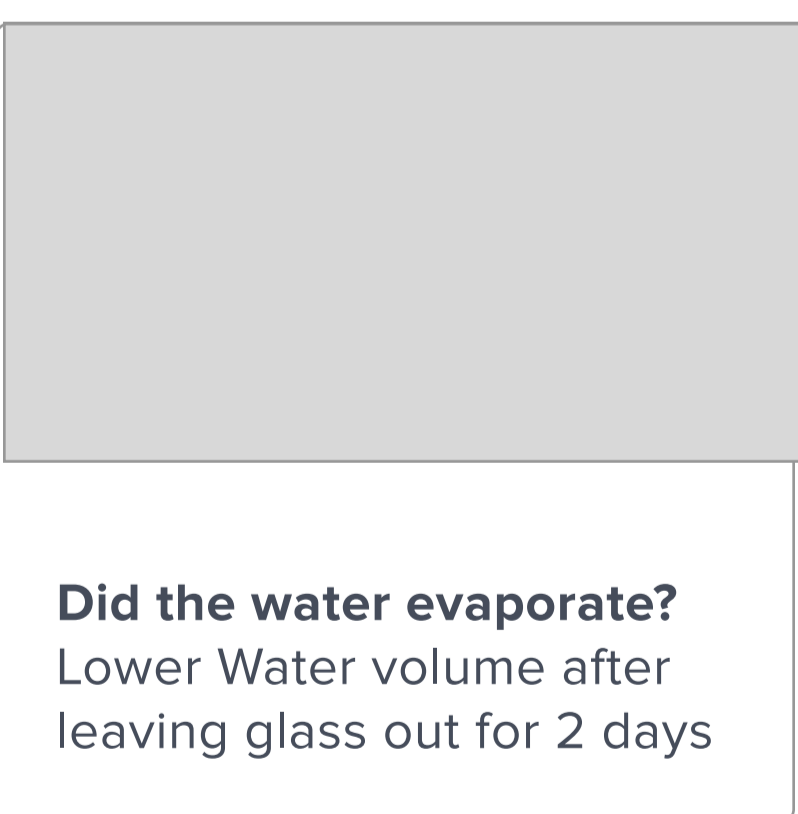 Did the water evaporate?
Lower Water volume after
leaving glass out for 2 days